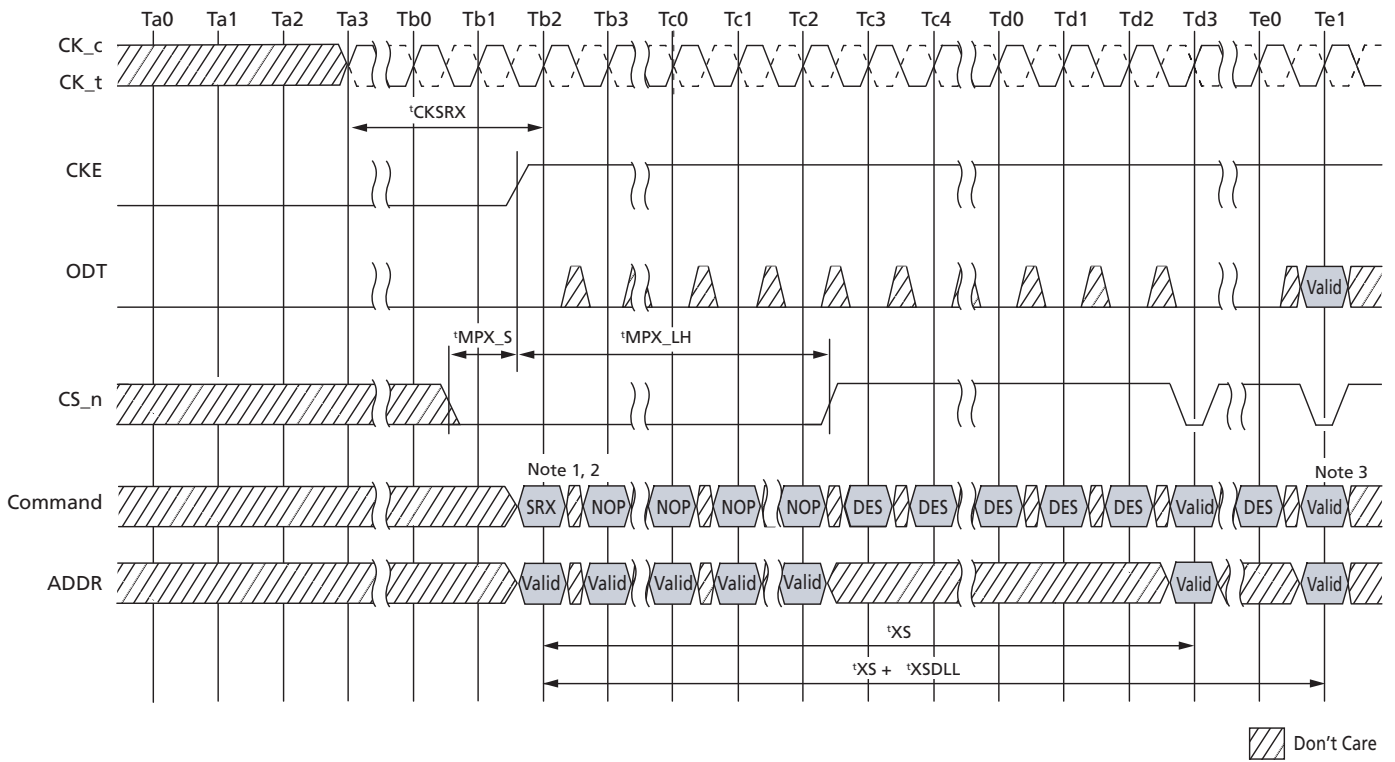 Ta0 Ta1 Ta2 Ta3 Tb0 Tb1 Tb2 Tb3 Tc0 Tc1 Tc2 Tc3 Tc4 Td0 Td1 Td2 Td3 Te0 Te1
CK_c
CK_t
tCKSRX
CKE
ODT
Valid
tMPX_S tMPX_LH
CS_n
Note 1, 2 Note 3
Command SRX NOP NOP NOP NOP DES DES DES DES DES Valid DES Valid
ADDR Valid Valid Valid Valid Valid Valid Valid
tXS
tXS + tXSDLL
Don't Care